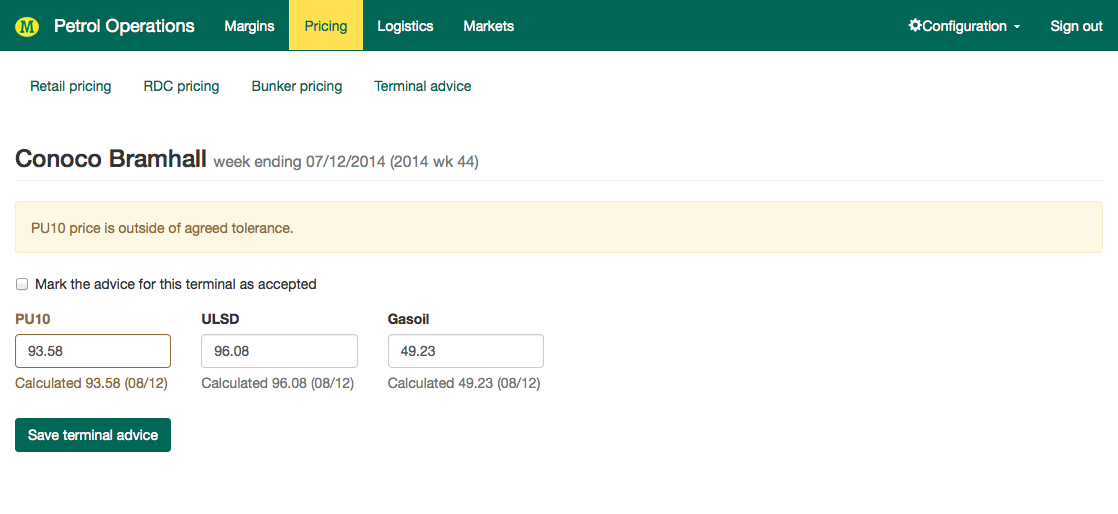 M Petrol Operations Margins Pricing Logistics Markets Configuration Sign out
Retail pricing RDC pricing Bunker pricing Terminal advice
Conoco Bramhall week ending 07/12/2014 (2014 wk 44)
PU10 price is outside of agreed tolerance.
Mark the advice for this terminal as accepted
PU10 ULSD Gasoil
93.58 96.08 49.23
Calculated 93.58 (08/12) Calculated 96.08 (08/12) Calculated 49.23 (08/12)
Save terminal advice